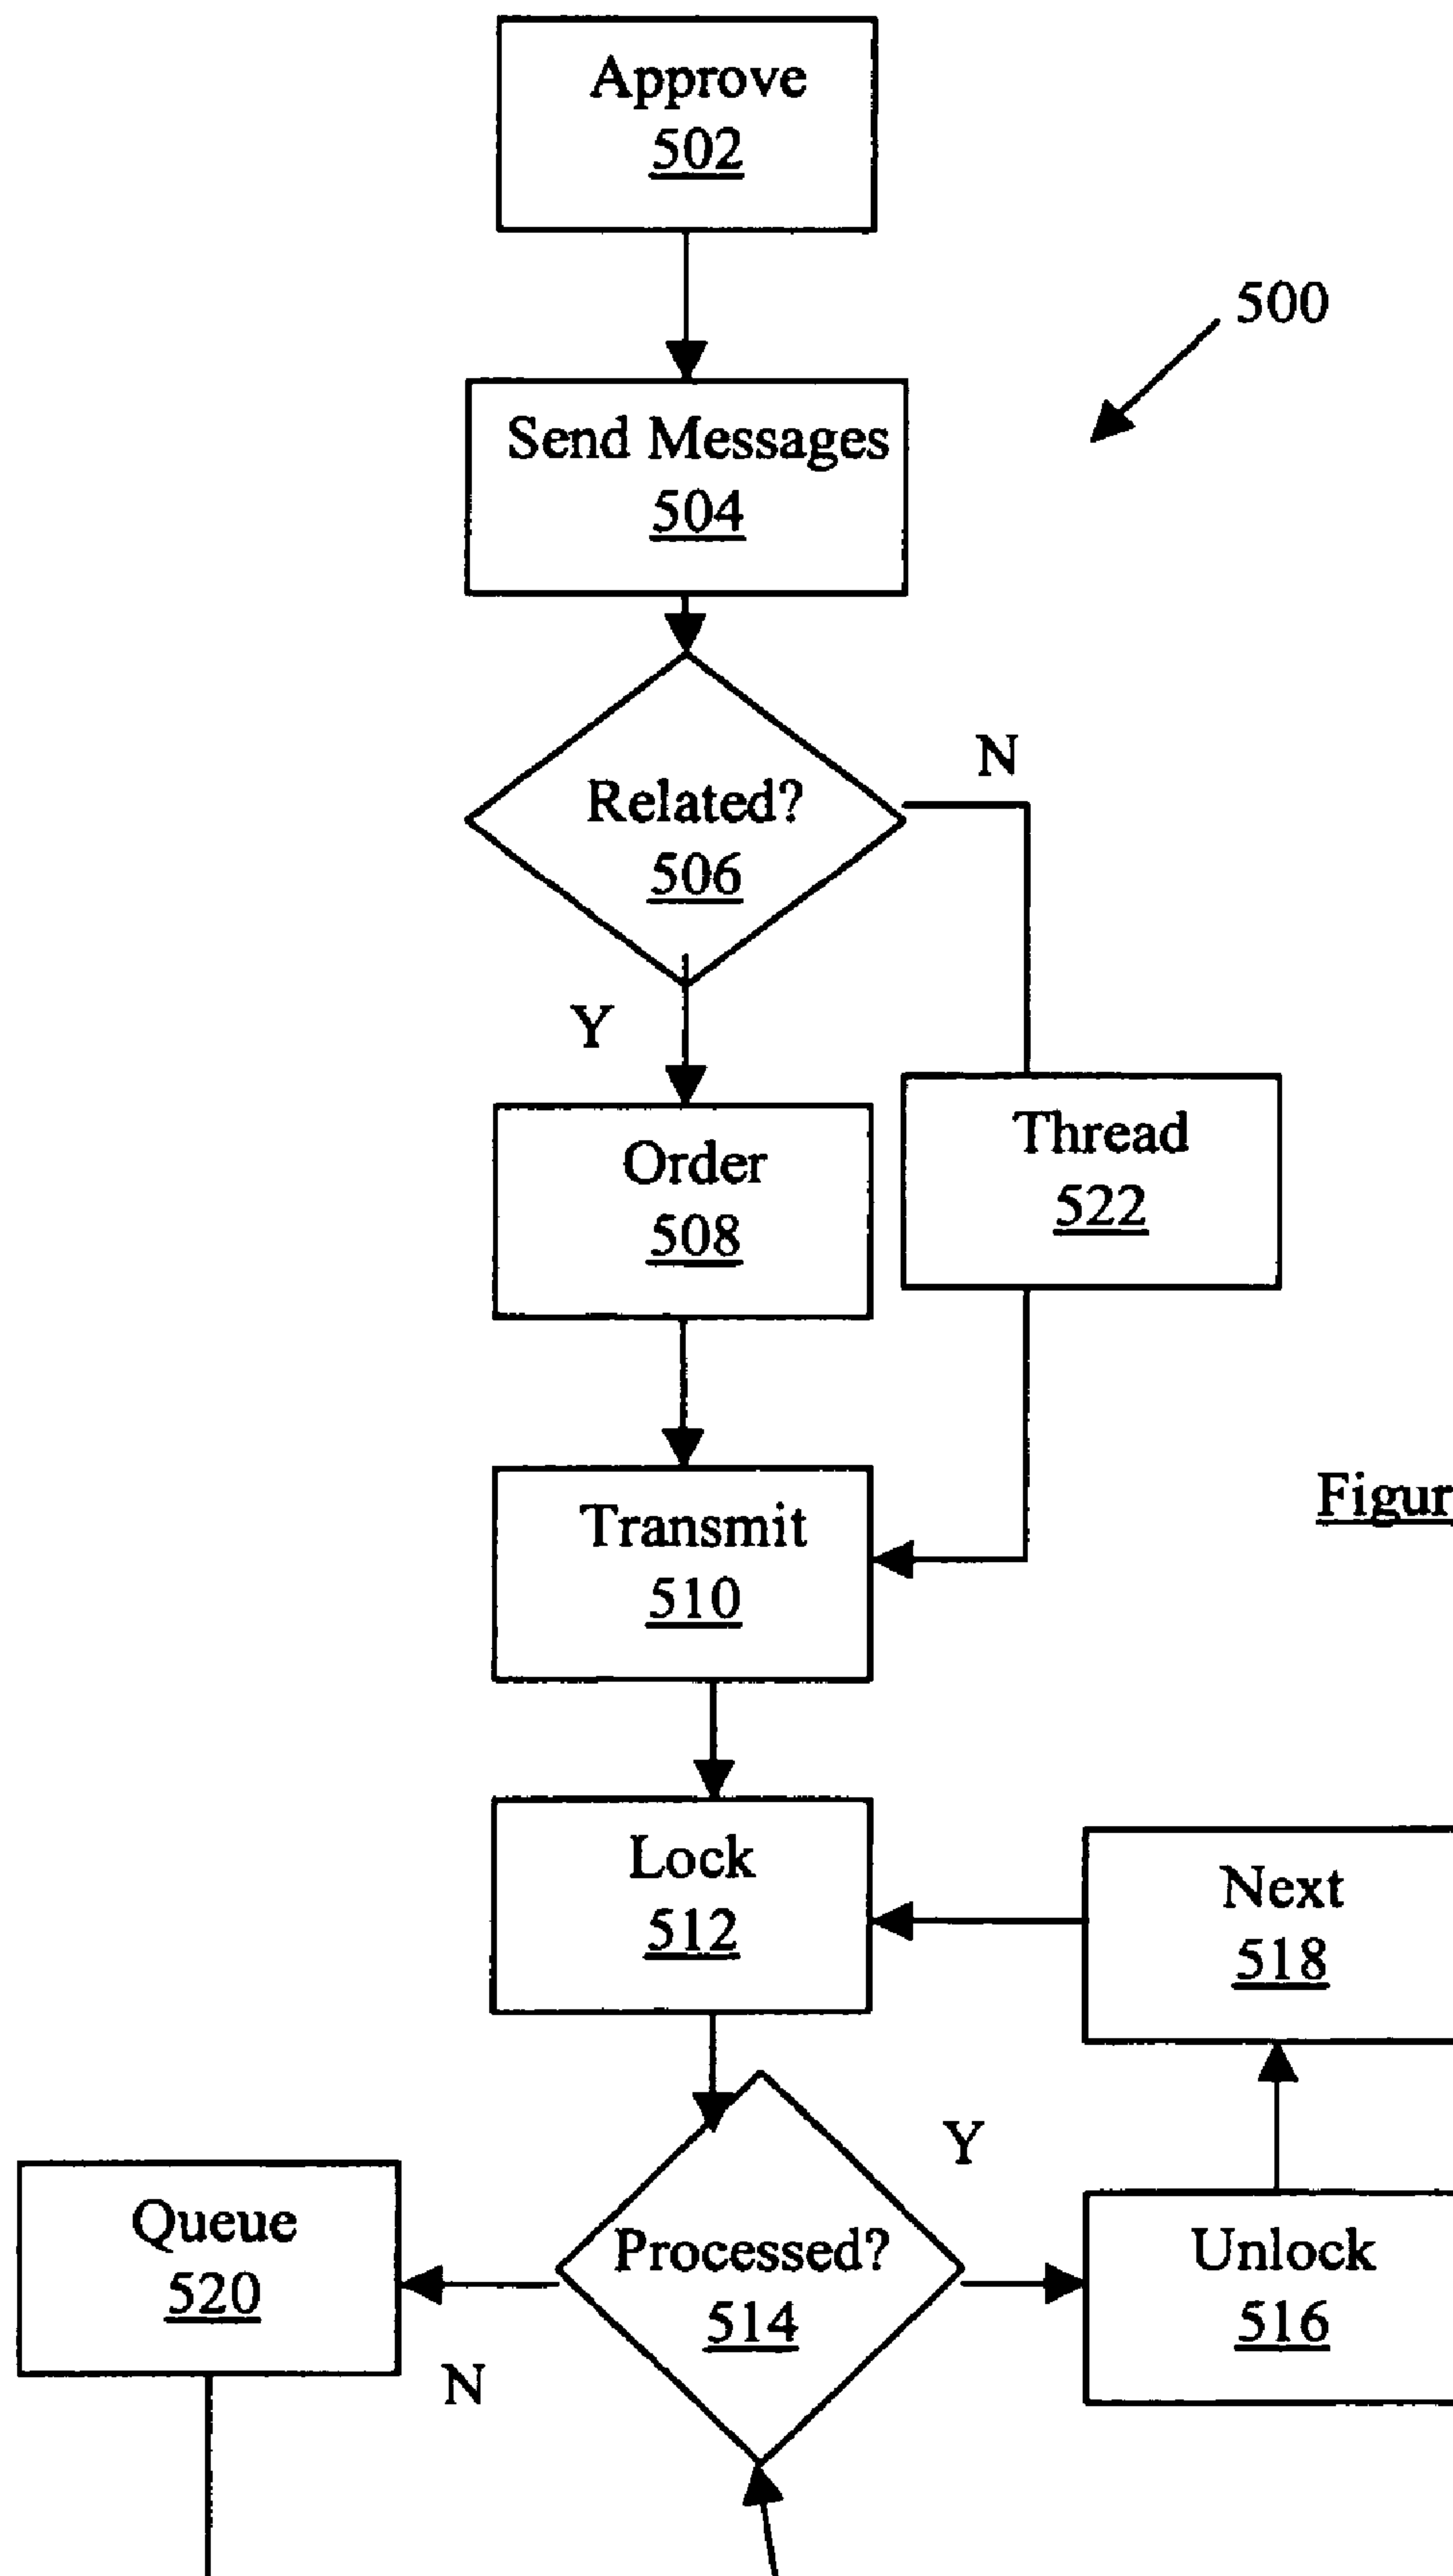 Approve
502
500
Send Messages
504
N
Related?
506
Y
Order
508
Thread
522
Transmit
510
Figur
Lock
512
Next
518
Y
Queue
520
Processed?
514
Unlock
516
N